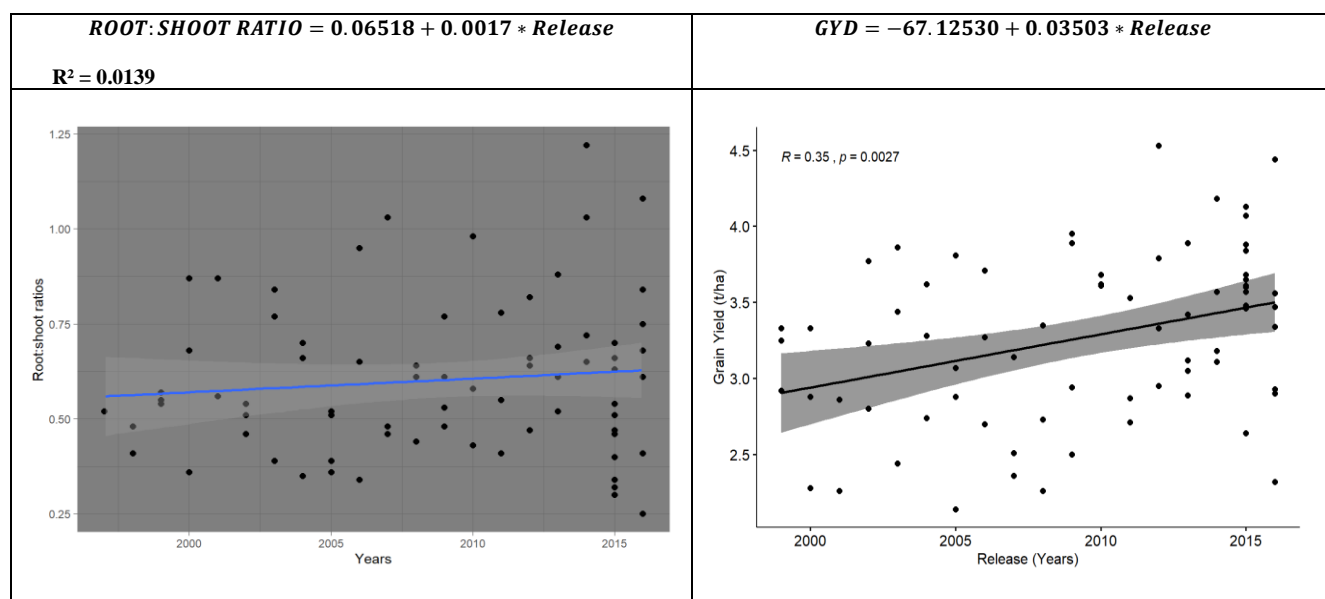 ROOT: SHOOT RATIO = 0.06518 + 0.0017 * Release
R² = 0.0139
GYD = −67.12530 + 0.03503 * Release
1.25
1.00
0.75
0.50
0.25
Root:shoot ratios
2000 2005 2010 2015
Years
R = 0.35 , p = 0.0027
4.5
4.0
3.5
3.0
2.5
Grain Yield (t/ha)
2000 2005 2010 2015
Release (Years)